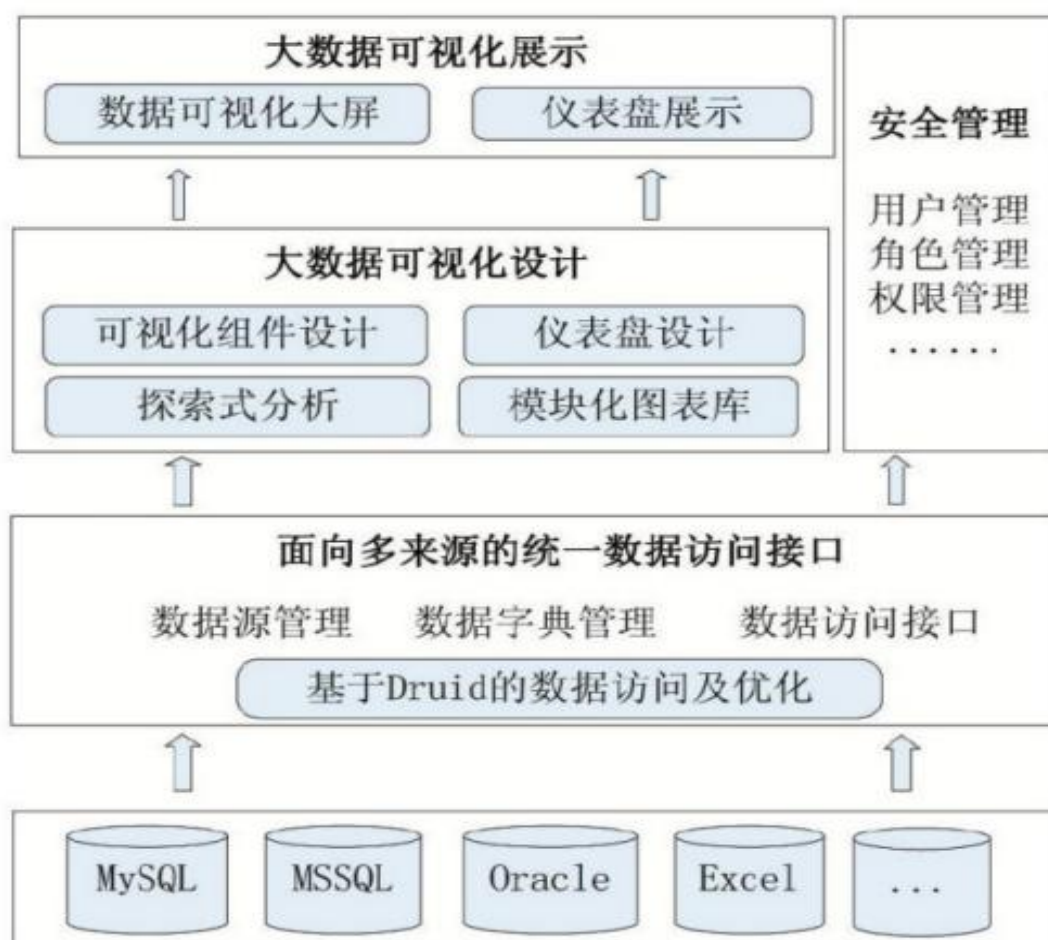 大数据可视化展示
数据可视化大屏
仪表盘展示
安全管理
用户管理
角色管理
权限管理
......
大数据可视化设计
可视化组件设计
仪表盘设计
探索式分析
模块化图表库
面向多来源的统一数据访问接口
数据源管理
数据字典管理
数据访问接口
基于Druid的数据访问及优化
MySQL
MSSQL
Oracle
Excel
...